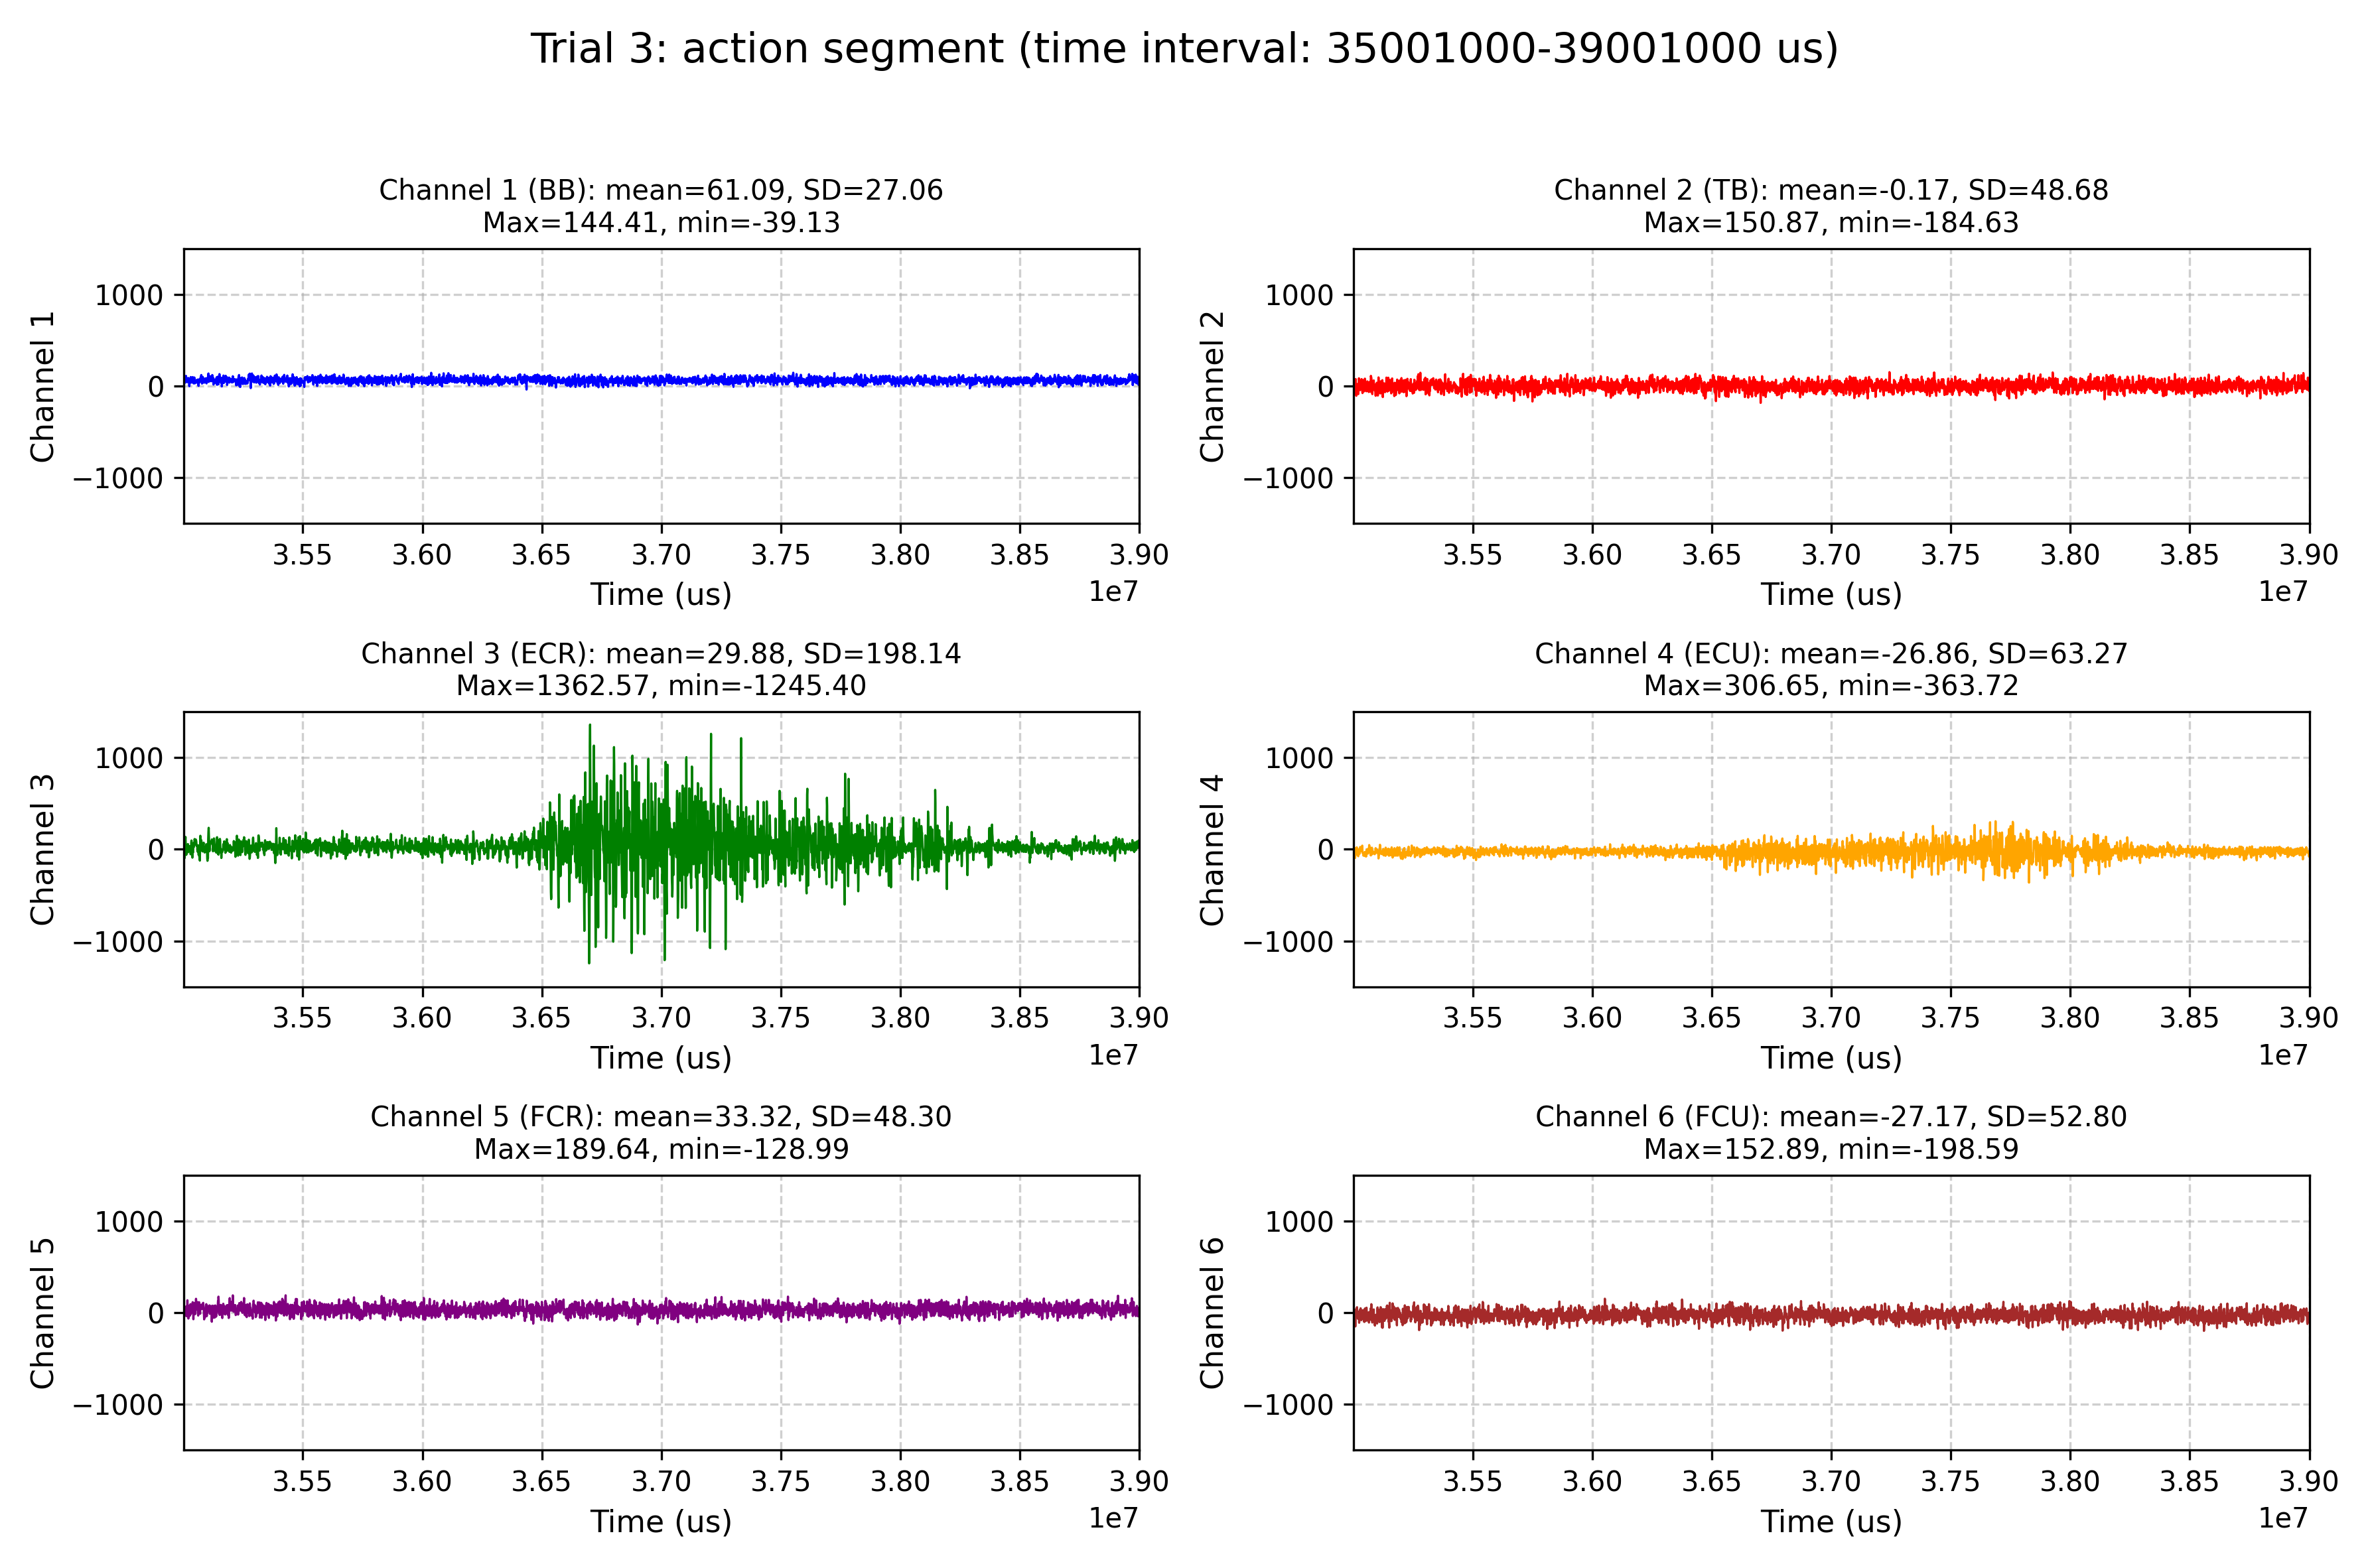 Trial 3: action segment (time interval: 35001000-39001000 us)
Channel 1 (BB): mean=61.09, SD=27.06
Max=144.41, min=-39.13
Channel 1
1000
0
−1000
3.55 3.60 3.65 3.70 3.75 3.80 3.85 3.90
Time (us)
1e7
Channel 2 (TB): mean=-0.17, SD=48.68
Max=150.87, min=-184.63
Channel 2
1000
0
−1000
3.55 3.60 3.65 3.70 3.75 3.80 3.85 3.90
Time (us)
1e7
Channel 3 (ECR): mean=29.88, SD=198.14
Max=1362.57, min=-1245.40
Channel 3
1000
0
−1000
3.55 3.60 3.65 3.70 3.75 3.80 3.85 3.90
Time (us)
1e7
Channel 4 (ECU): mean=-26.86, SD=63.27
Max=306.65, min=-363.72
Channel 4
1000
0
−1000
3.55 3.60 3.65 3.70 3.75 3.80 3.85 3.90
Time (us)
1e7
Channel 5 (FCR): mean=33.32, SD=48.30
Max=189.64, min=-128.99
Channel 5
1000
0
−1000
3.55 3.60 3.65 3.70 3.75 3.80 3.85 3.90
Time (us)
1e7
Channel 6 (FCU): mean=-27.17, SD=52.80
Max=152.89, min=-198.59
Channel 6
1000
0
−1000
3.55 3.60 3.65 3.70 3.75 3.80 3.85 3.90
Time (us)
1e7